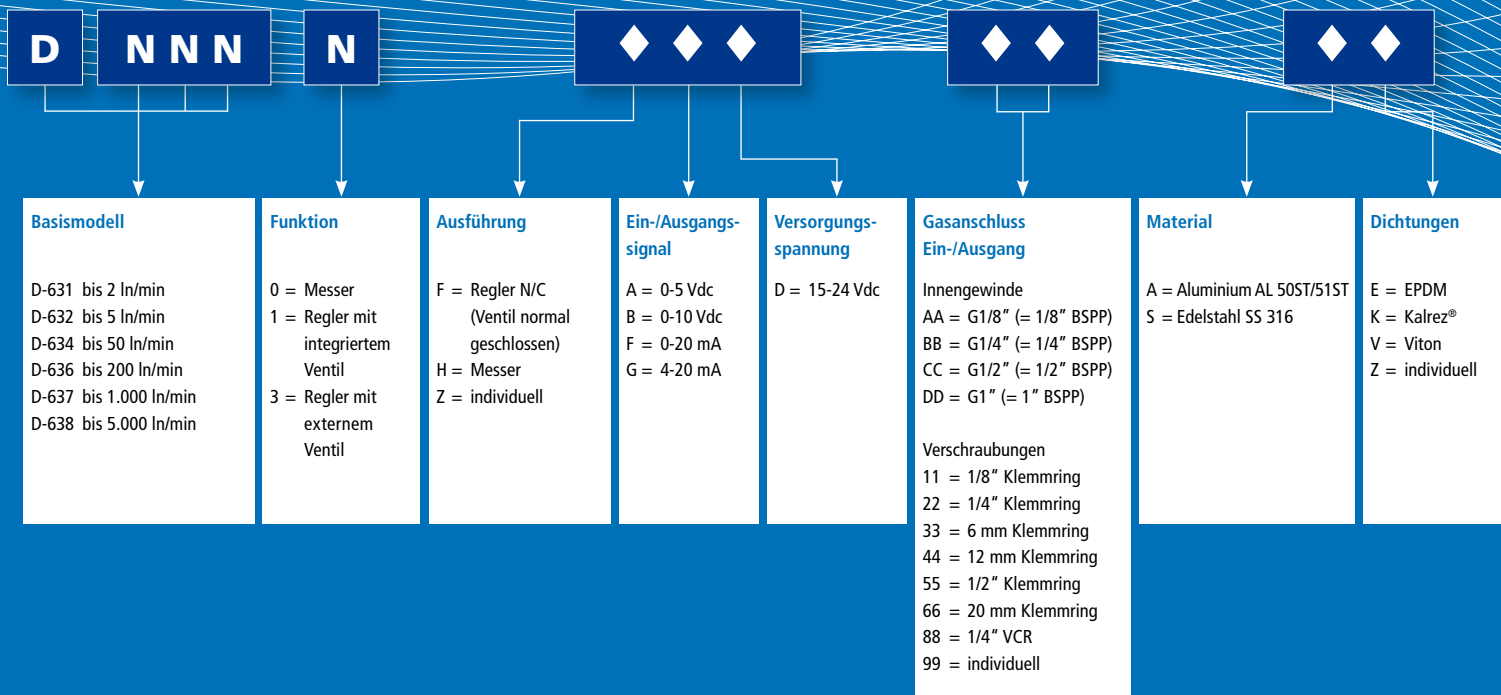 D NNN N ♦ ♦ ♦ ♦ ♦ ♦ ♦
Basismodell
D-631 bis 2 ln/min
D-632 bis 5 ln/min
D-634 bis 50 ln/min
D-636 bis 200 ln/min
D-637 bis 1.000 ln/min
D-638 bis 5.000 ln/min
Funktion
0 = Messer
1 = Regler mit
integriertem
Ventil
3 = Regler mit
externem
Ventil
Ausführung
F = Regler N/C
(Ventil normal
geschlossen)
H = Messer
Z = individuell
Ein-/Ausgangs-
signal
A = 0-5 Vdc
B = 0-10 Vdc
F = 0-20 mA
G = 4-20 mA
Versorgungs-
spannung
D = 15-24 Vdc
Gasanschluss
Ein-/Ausgang
Innengewinde
AA = G1/8” (= 1/8” BSPP)
BB = G1/4” (= 1/4” BSPP)
CC = G1/2” (= 1/2” BSPP)
DD = G1” (= 1” BSPP)
Verschraubungen
11 = 1/8” Klemmring
22 = 1/4” Klemmring
33 = 6 mm Klemmring
44 = 12 mm Klemmring
55 = 1/2” Klemmring
66 = 20 mm Klemmring
88 = 1/4” VCR
99 = individuell
Material
A = Aluminium AL 50ST/51ST
S = Edelstahl SS 316
Dichtungen
E = EPDM
K = Kalrez®
V = Viton
Z = individuell